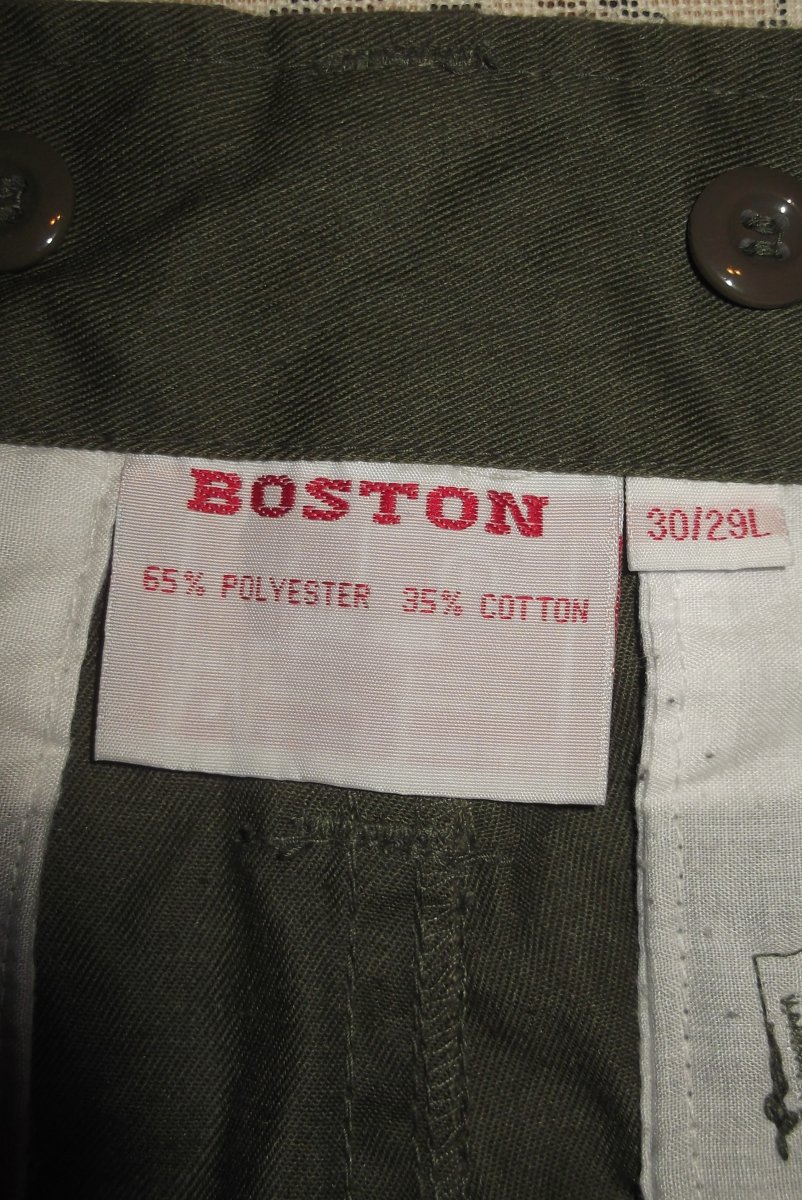 BOSTON
65% POLYESTER 35% COTTON
30/29L